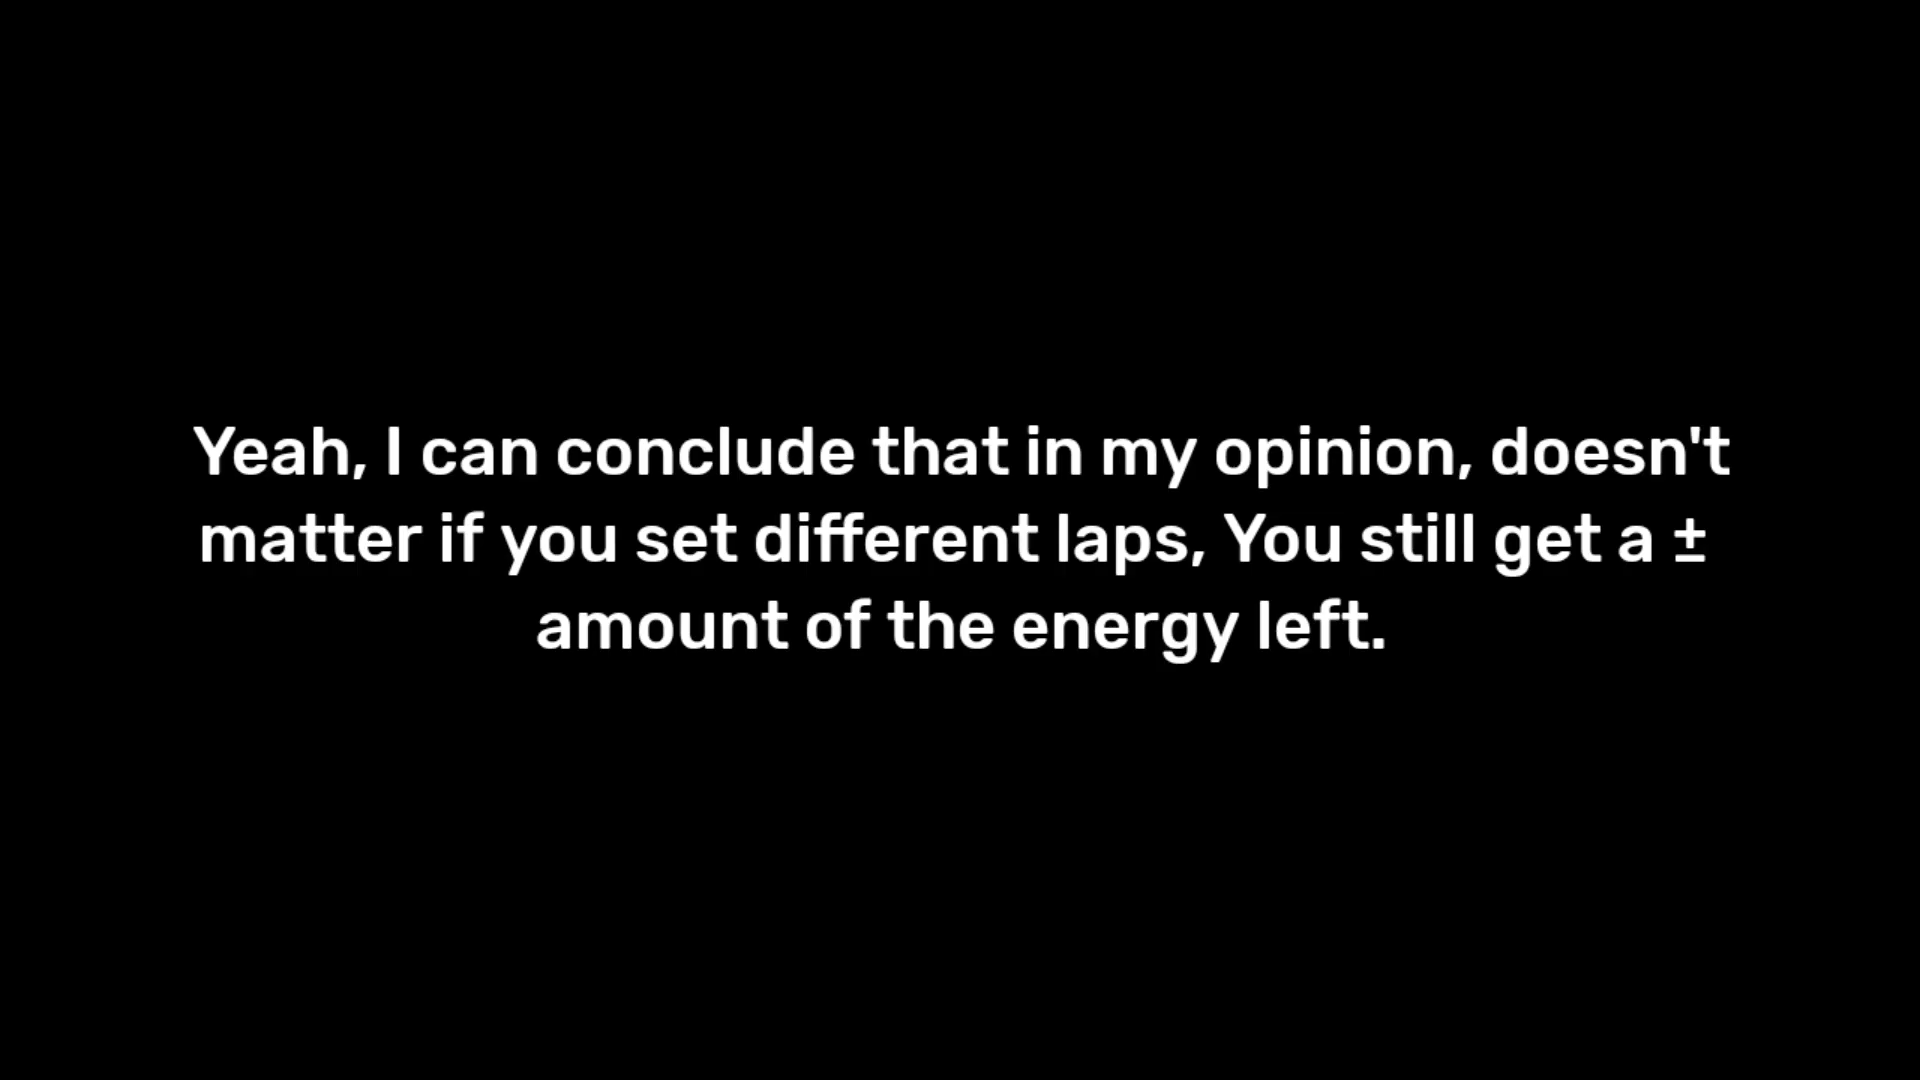 Yeah, I can conclude that in my opinion, doesn't
matter if you set different laps, You still get a ±
amount of the energy left.